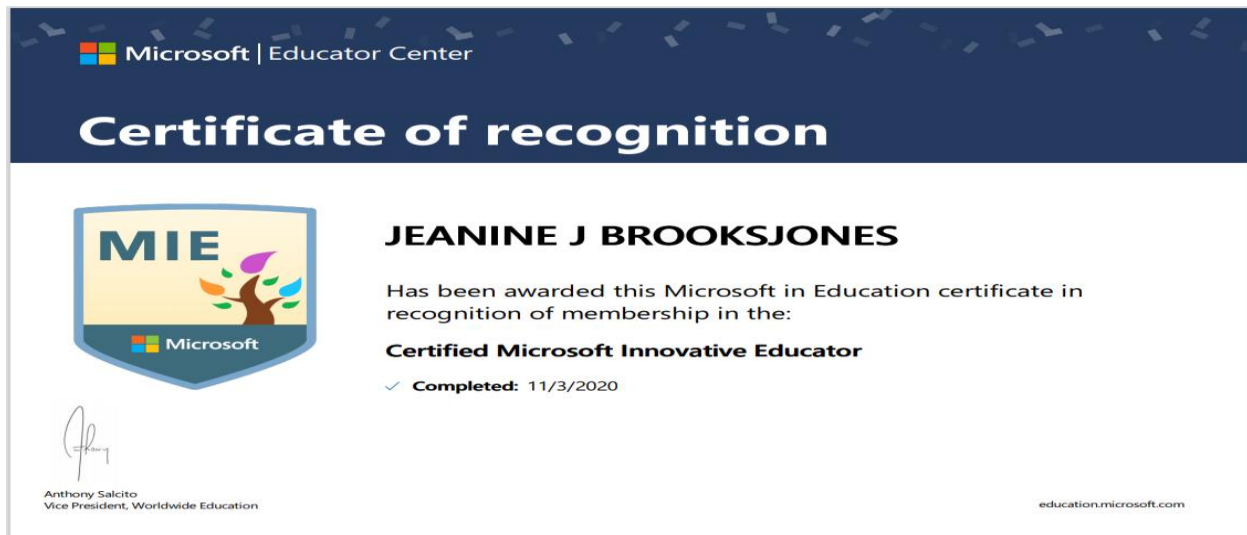 Microsoft | Educator Center
Certificate of recognition
MIE
Microsoft
JEANINE J BROOKSJONES
Has been awarded this Microsoft in Education certificate in
recognition of membership in the:
Certified Microsoft Innovative Educator
✓ Completed: 11/3/2020
Anthony
Anthony Salcito
Vice President, Worldwide Education
education.microsoft.com